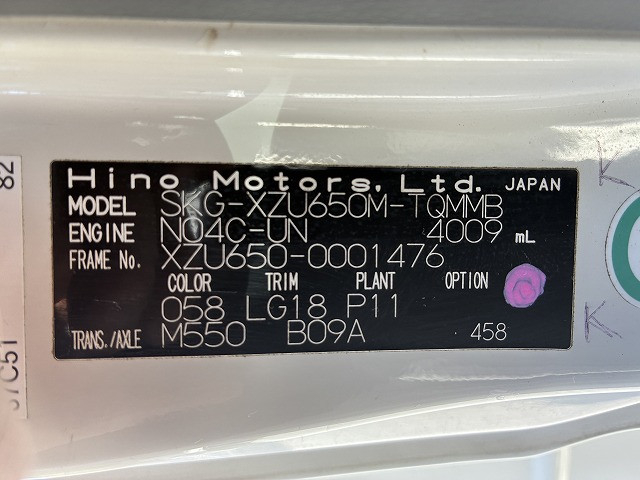 Hino Motors, Ltd. JAPAN
MODEL SKG-XZU650M-TQMMB
ENGINE N04C-UN 4009 mL
FRAME No. XZU650-0001476
COLOR TRIM PLANT OPTION
058 LG18 P11
TRANS./AXLE M550 B09A 458
82
K
K